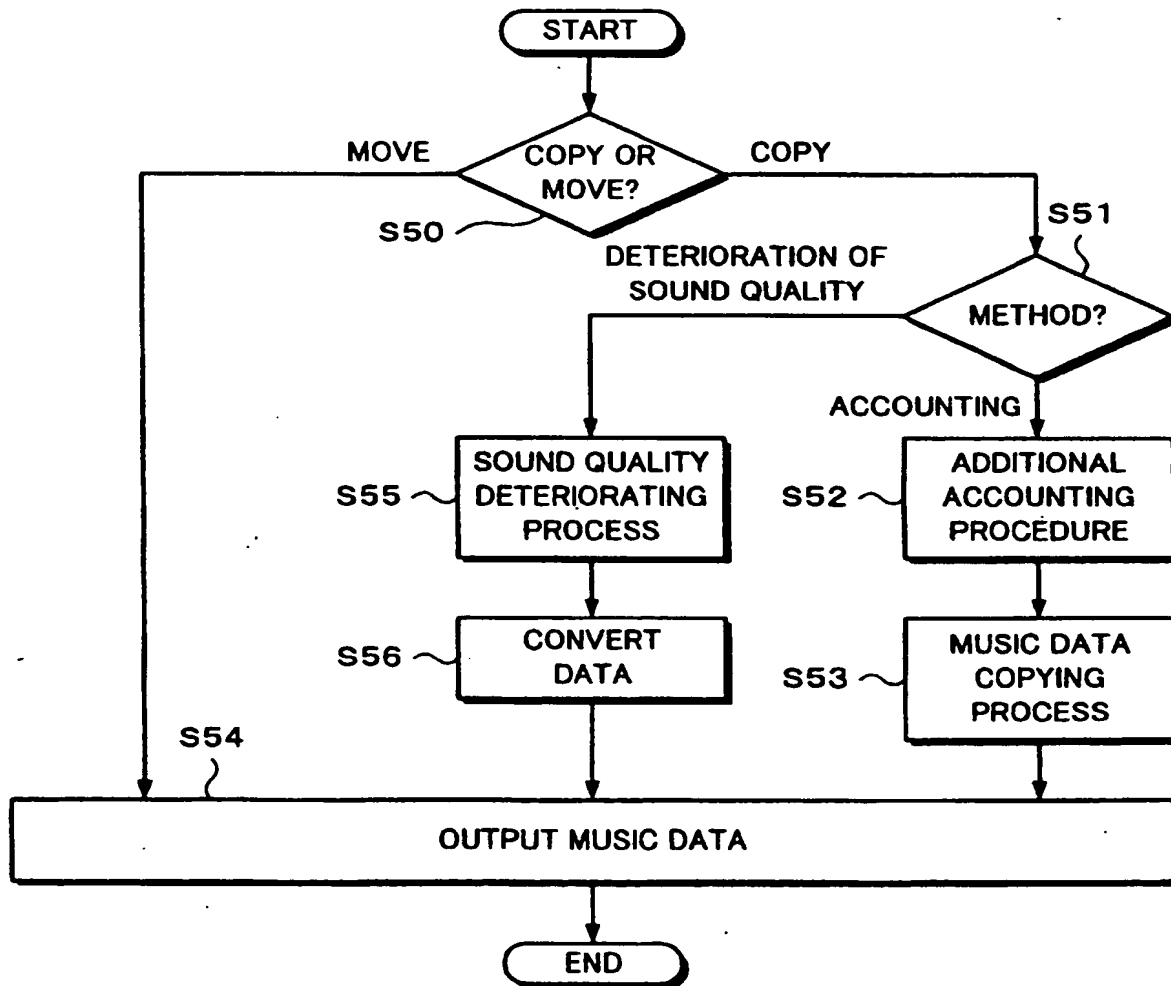 START
COPY OR
MOVE?
MOVE
COPY
S50
S51
DETERIORATION OF
SOUND QUALITY
METHOD?
ACCOUNTING
SOUND QUALITY
DETERIORATING
PROCESS
S55
ADDITIONAL
ACCOUNTING
PROCEDURE
S52
CONVERT
DATA
S56
MUSIC DATA
COPYING
PROCESS
S53
S54
OUTPUT MUSIC DATA
END